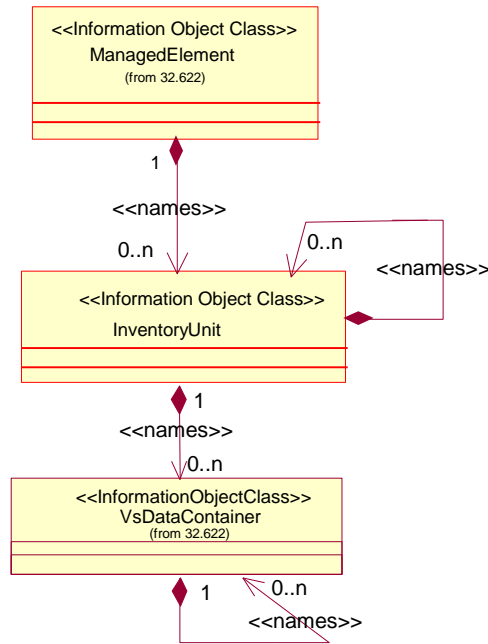 <<Information Object Class>>
ManagedElement
(from 32.622)
1
<<names>>
0..n
0..n
<<names>>
<<Information Object Class>>
InventoryUnit
1
<<names>>
0..n
<<InformationObjectClass>>
VsDataContainer
(from 32.622)
1
0..n
<<names>>